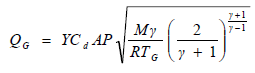 Q_G = YC_d AP √( Mγ / RT_G ( 2 / γ + 1 )^(γ+1 / γ−1) )